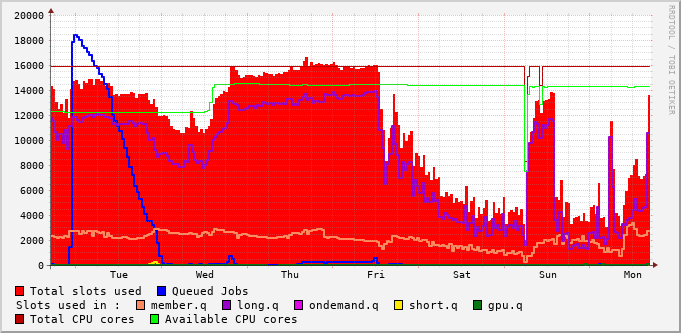 20000
18000
16000
14000
12000
10000
8000
6000
4000
2000
0
Tue Wed Thu Fri Sat Sun Mon
RRDTOOL / TOBI OETIKER
Total slots used Queued Jobs
Slots used in : member.q long.q ondemand.q short.q gpu.q
Total CPU cores Available CPU cores